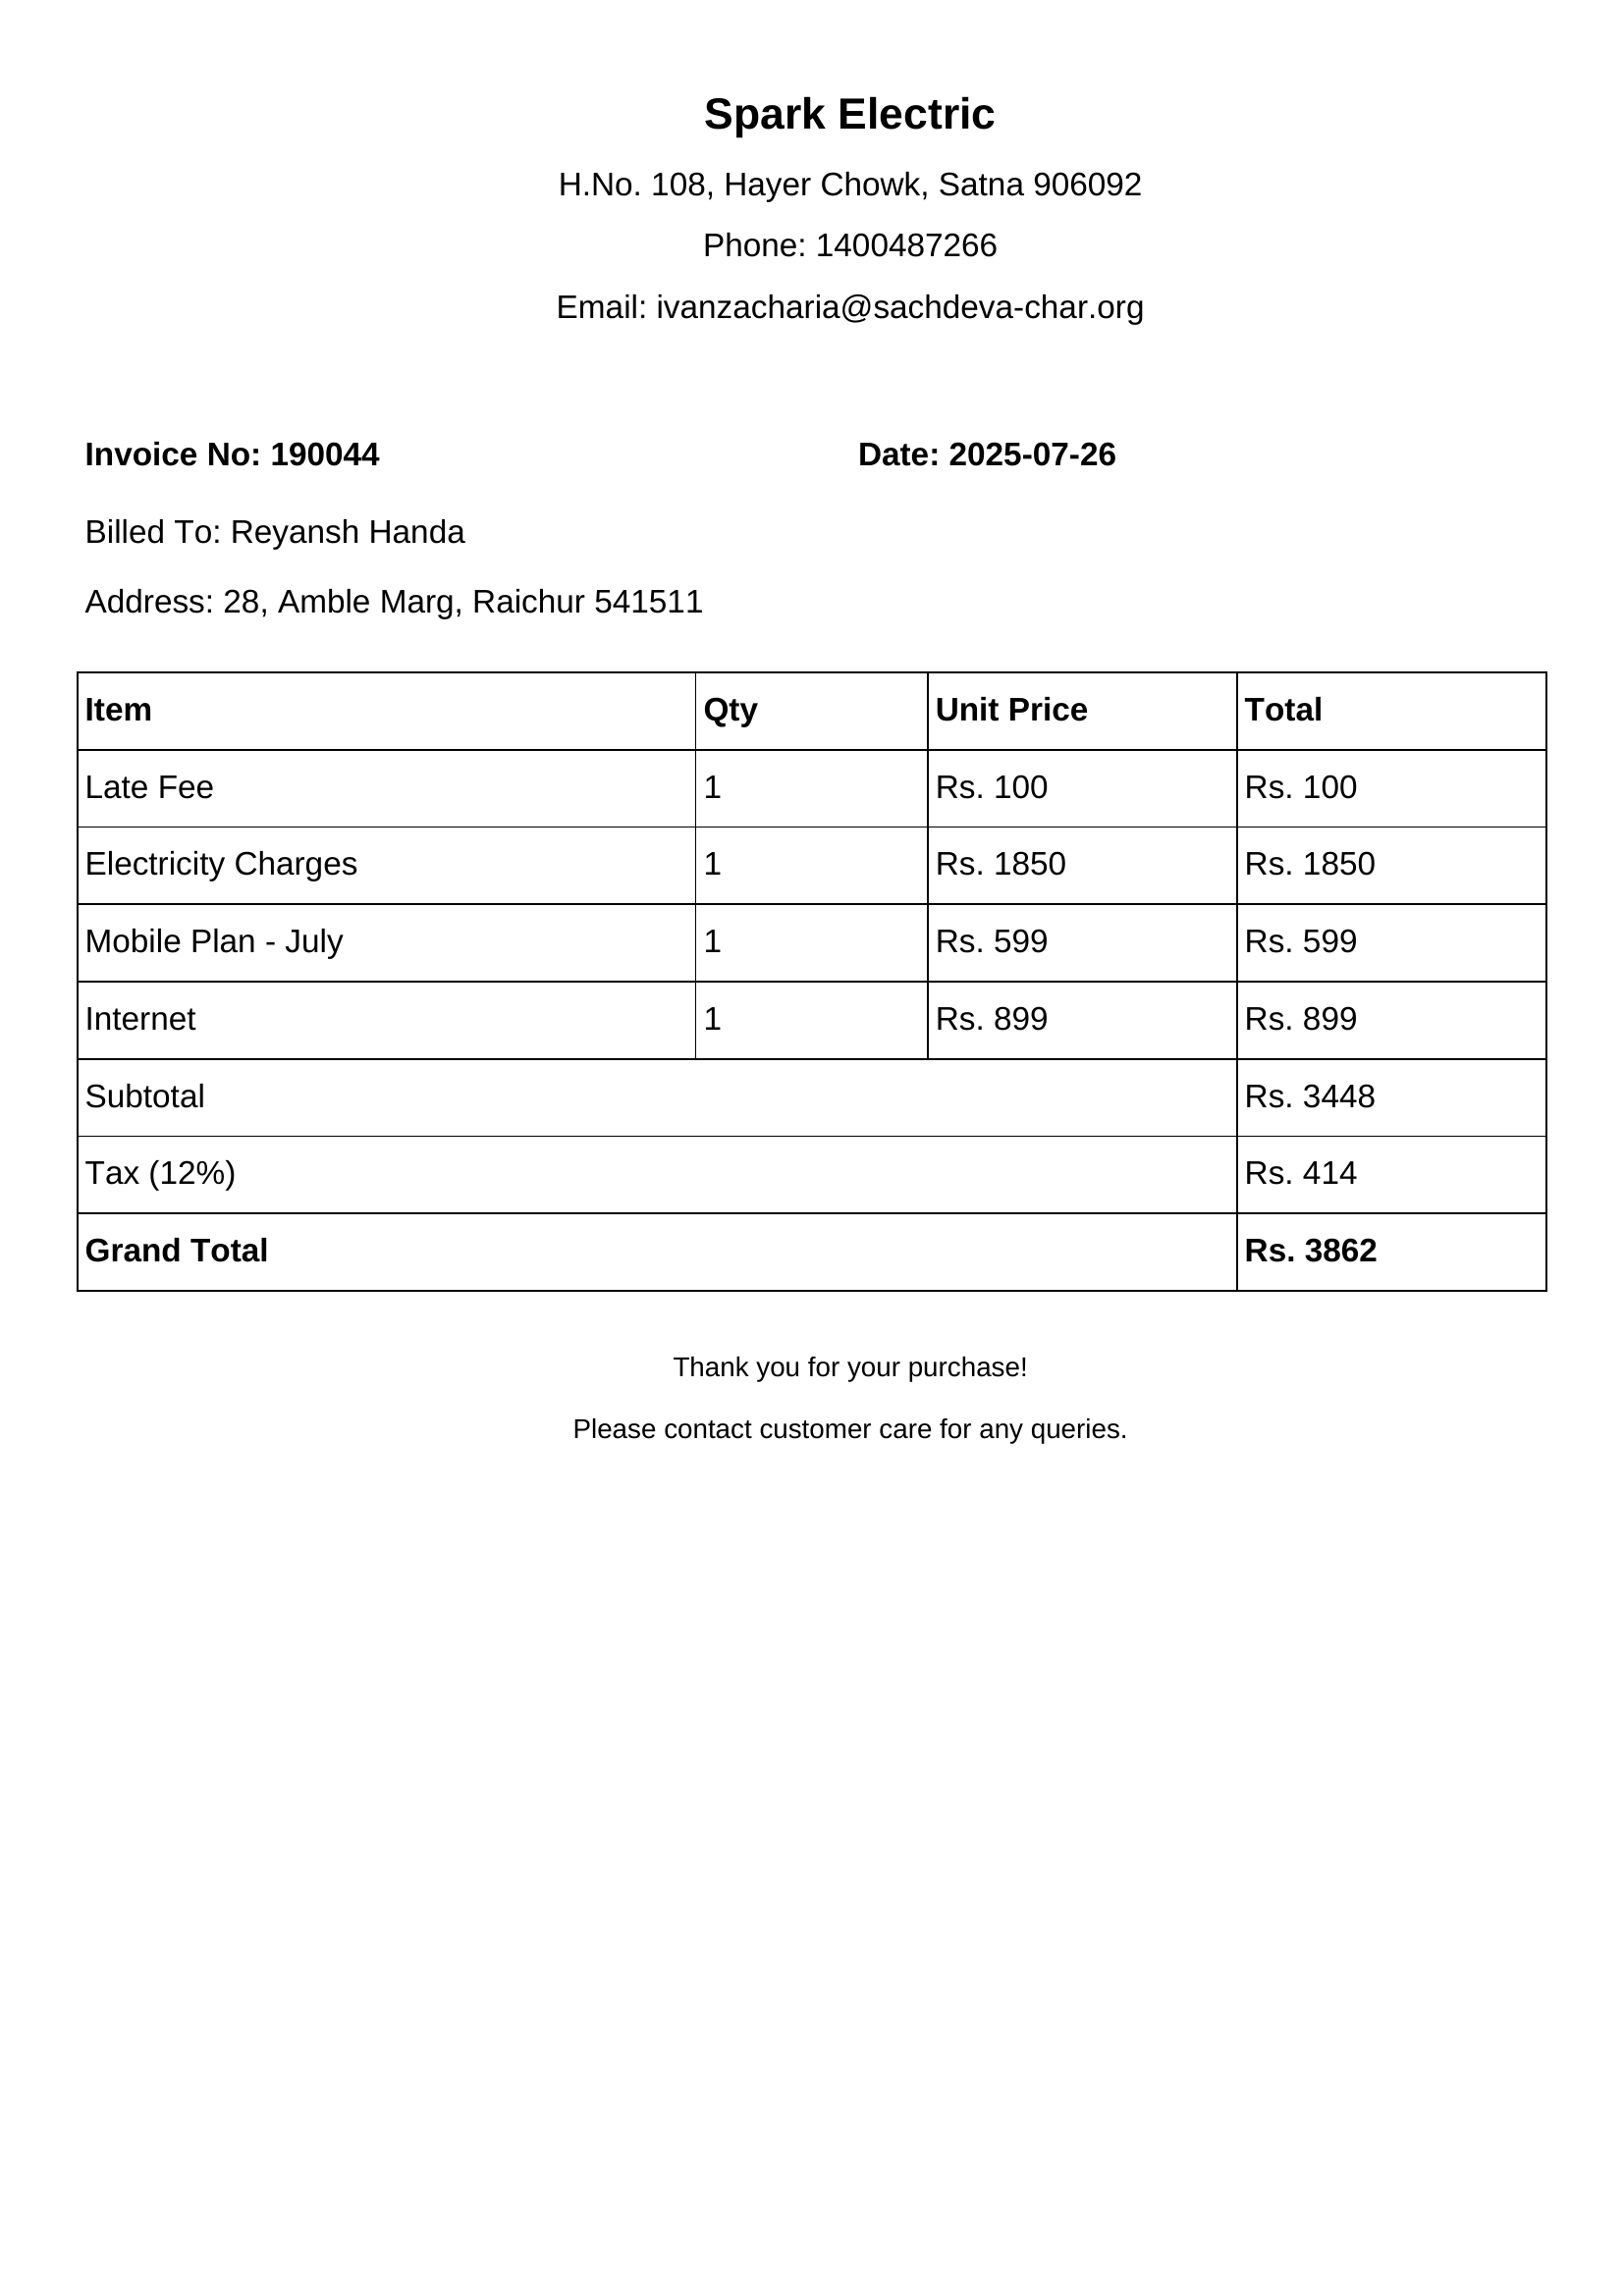 Spark Electric
H.No. 108, Hayer Chowk, Satna 906092
Phone: 1400487266
Email: ivanzacharia@sachdeva-char.org
Invoice No: 190044 Date: 2025-07-26
Billed To: Reyansh Handa
Address: 28, Amble Marg, Raichur 541511
Item Qty Unit Price Total
Late Fee 1 Rs. 100 Rs. 100
Electricity Charges 1 Rs. 1850 Rs. 1850
Mobile Plan - July 1 Rs. 599 Rs. 599
Internet 1 Rs. 899 Rs. 899
Subtotal Rs. 3448
Tax (12%) Rs. 414
Grand Total Rs. 3862
Thank you for your purchase!
Please contact customer care for any queries.